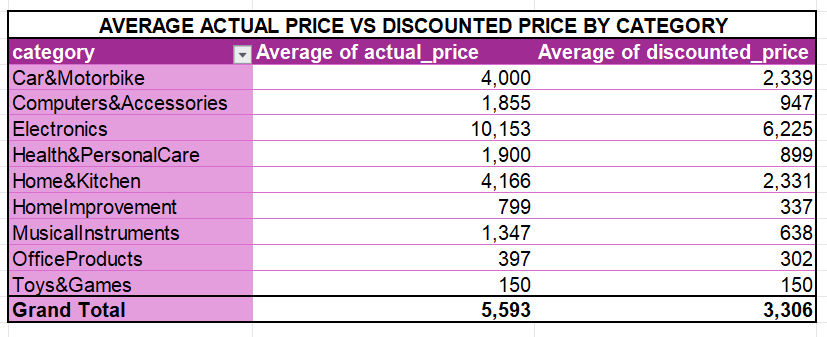 AVERAGE ACTUAL PRICE VS DISCOUNTED PRICE BY CATEGORY
category Average of actual_price Average of discounted_price
Car&Motorbike 4,000 2,339
Computers&Accessories 1,855 947
Electronics 10,153 6,225
Health&PersonalCare 1,900 899
Home&Kitchen 4,166 2,331
HomeImprovement 799 337
MusicalInstruments 1,347 638
OfficeProducts 397 302
Toys&Games 150 150
Grand Total 5,593 3,306